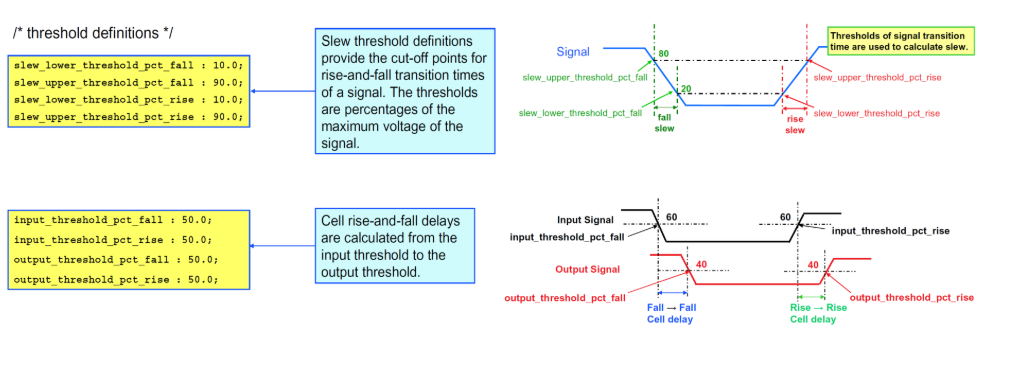 /* threshold definitions */
slew_lower_threshold_pct_fall : 10.0;
slew_upper_threshold_pct_fall : 90.0;
slew_lower_threshold_pct_rise : 10.0;
slew_upper_threshold_pct_rise : 90.0;
Slew threshold definitions
provide the cut-off points for
rise-and-fall transition times
of a signal. The thresholds
are percentages of the
maximum voltage of the
signal.
Signal
80
Thresholds of signal transition
time are used to calculate slew.
slew_upper_threshold_pct_fall
slew_upper_threshold_pct_rise
20
slew_lower_threshold_pct_fall
slew_lower_threshold_pct_rise
fall
slew
rise
slew
input_threshold_pct_fall : 50.0;
input_threshold_pct_rise : 50.0;
output_threshold_pct_fall : 50.0;
output_threshold_pct_rise : 50.0;
Cell rise-and-fall delays
are calculated from the
input threshold to the
output threshold.
Input Signal
60
60
input_threshold_pct_fall
input_threshold_pct_rise
Output Signal
40
40
output_threshold_pct_fall
output_threshold_pct_rise
Fall → Fall
Cell delay
Rise → Rise
Cell delay